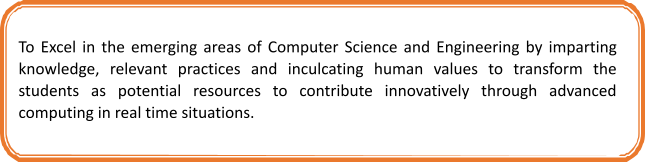 To Excel in the emerging areas of Computer Science and Engineering by imparting
knowledge, relevant practices and inculcating human values to transform the
students as potential resources to contribute innovatively through advanced
computing in real time situations.